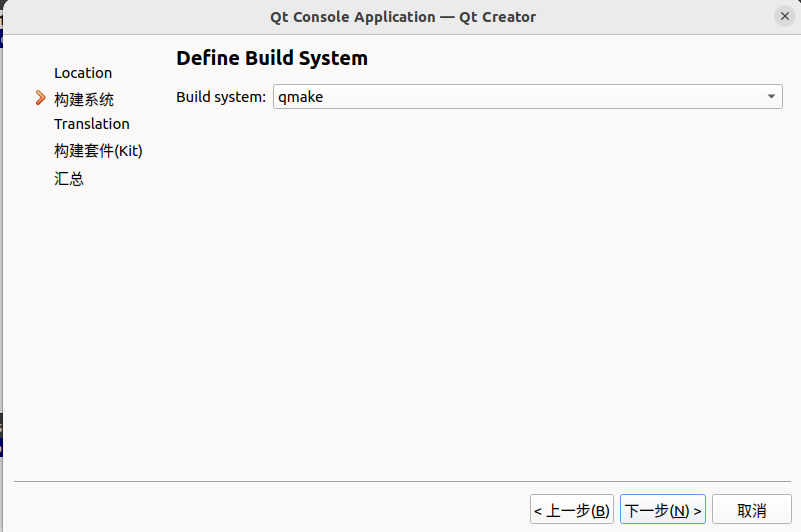 Qt Console Application — Qt Creator
Define Build System
Location
构建系统
Translation
构建套件(Kit)
汇总
Build system: qmake
< 上一步(B) 下一步(N) > 取消